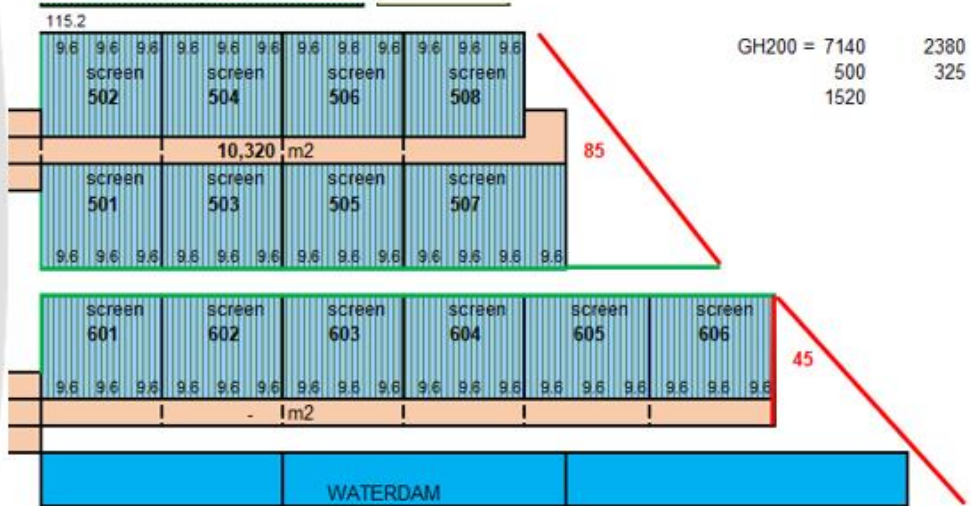 115.2
9.6 9.6 9.6 9.6 9.6 9.6 9.6 9.6 9.6 9.6 9.6 9.6
screen screen screen screen
502 504 506 508
GH200 = 7140 2380
500 325
1520
10,320 m2
85
screen screen screen screen
501 503 505 507
9.6 9.6 9.6 9.6 9.6 9.6 9.6 9.6 9.6 9.6 9.6 9.6 9.6
screen screen screen screen screen screen
601 602 603 604 605 606
45
9.6 9.6 9.6 9.6 9.6 9.6 9.6 9.6 9.6 9.6 9.6 9.6 9.6 9.6 9.6 9.6 9.6 9.6
- m2
WATERDAM